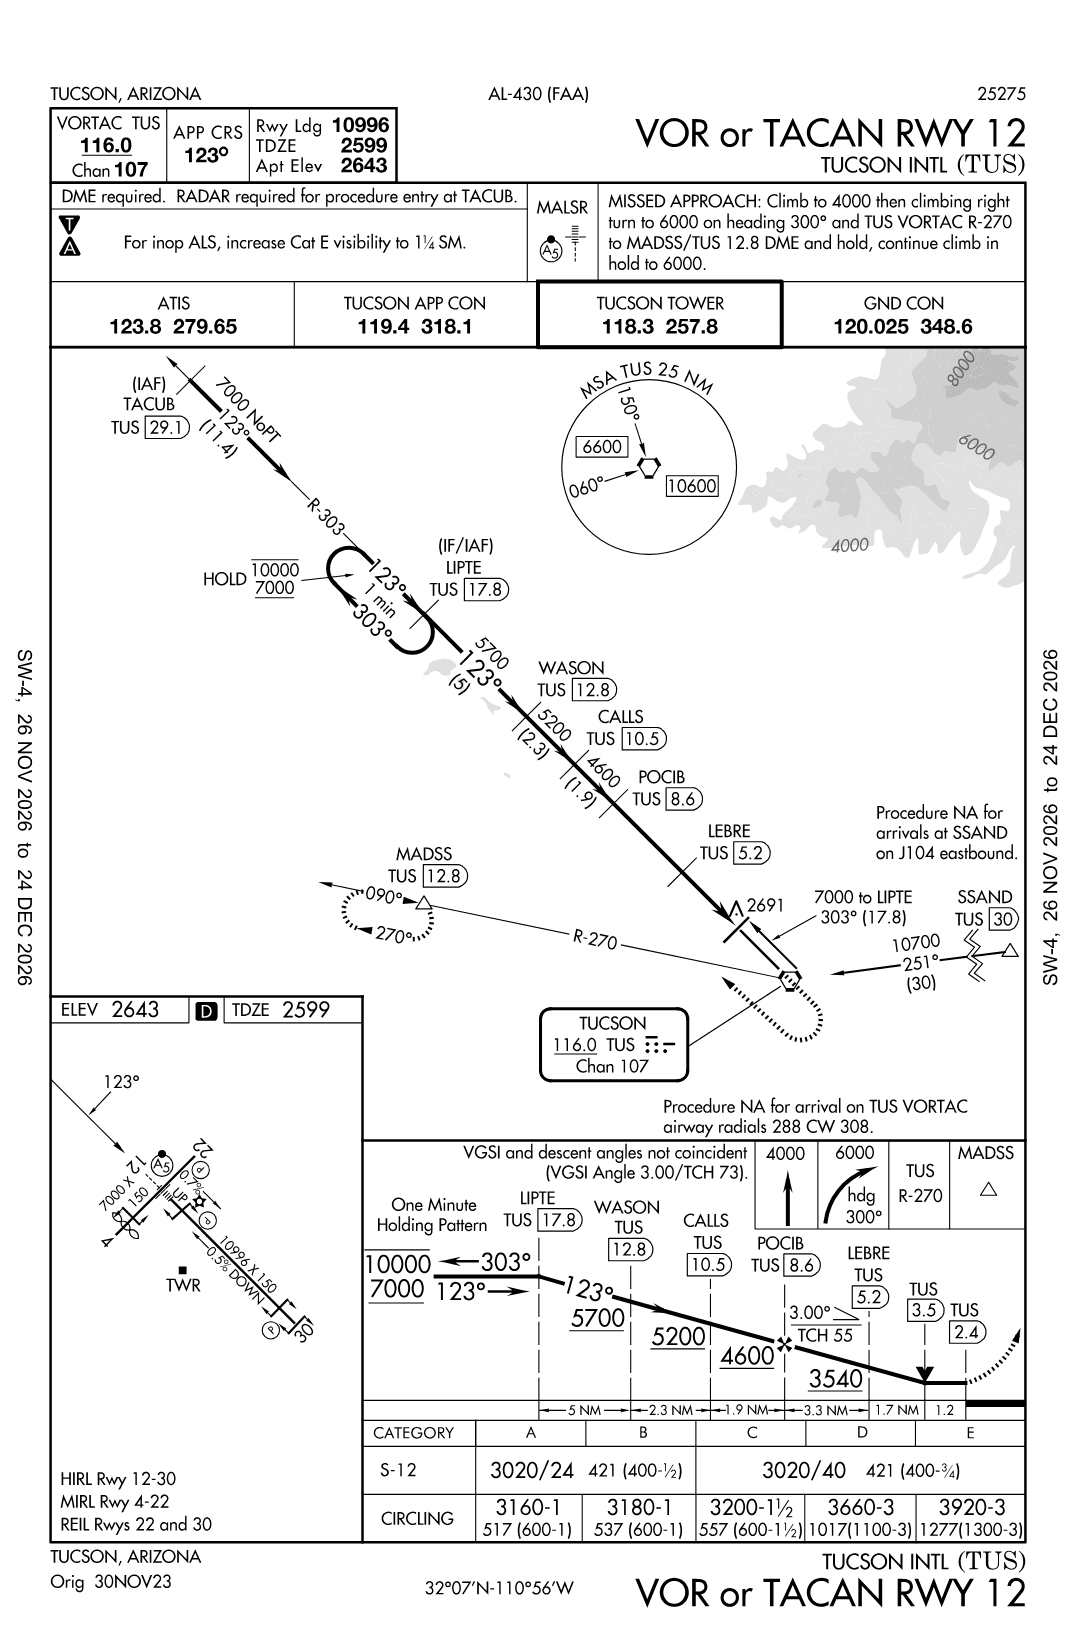 TUCSON, ARIZONA
AL-430 (FAA)
25275
VORTAC TUS
116.0
Chan 107
APP CRS
123°
Rwy Ldg 10996
TDZE 2599
Apt Elev 2643
VOR or TACAN RWY 12
TUCSON INTL (TUS)
DME required. RADAR required for procedure entry at TACUB.
T
A
For inop ALS, increase Cat E visibility to 1¼ SM.
MALSR
A5
MISSED APPROACH: Climb to 4000 then climbing right
turn to 6000 on heading 300° and TUS VORTAC R-270
to MADSS/TUS 12.8 DME and hold, continue climb in
hold to 6000.
ATIS
123.8 279.65
TUCSON APP CON
119.4 318.1
TUCSON TOWER
118.3 257.8
GND CON
120.025 348.6
(IAF)
TACUB
TUS 29.1
7000 NoPT
123°
(11.4)
R-303
MSA TUS 25 NM
150°
6600
060°
10600
8000
6000
4000
HOLD 10000
7000
123°
1 min
303°
(IF/IAF)
LIPTE
TUS 17.8
5700
123°
(5)
WASON
TUS 12.8
5200
(2.3)
CALLS
TUS 10.5
4600
(1.9)
POCIB
TUS 8.6
LEBRE
TUS 5.2
Procedure NA for
arrivals at SSAND
on J104 eastbound.
MADSS
TUS 12.8
090°
270°
R-270
2691
7000 to LIPTE
303° (17.8)
SSAND
TUS 30
10700
251°
(30)
TUCSON
116.0 TUS
Chan 107
Procedure NA for arrival on TUS VORTAC
airway radials 288 CW 308.
SW-4, 26 NOV 2026 to 24 DEC 2026
SW-4, 26 NOV 2026 to 24 DEC 2026
ELEV 2643
D
TDZE 2599
123°
12
A5
22
P
0.7%
UP
7000 X 150
4
P
10996 X 150
0.5% DOWN
P
30
TWR
HIRL Rwy 12-30
MIRL Rwy 4-22
REIL Rwys 22 and 30
VGSI and descent angles not coincident
(VGSI Angle 3.00/TCH 73).
4000
6000
hdg
300°
TUS
R-270
MADSS
One Minute
Holding Pattern
LIPTE
TUS 17.8
WASON
TUS
12.8
CALLS
TUS
10.5
POCIB
TUS 8.6
LEBRE
TUS
5.2
TUS
3.5
TUS
2.4
10000
7000
303°
123°
123°
5700
5200
4600
3.00°
TCH 55
3540
5 NM
2.3 NM
1.9 NM
3.3 NM
1.7 NM
1.2
CATEGORY A B C D E
S-12 3020/24 421 (400-½) 3020/40 421 (400-¾)
CIRCLING
3160-1
517 (600-1)
3180-1
537 (600-1)
3200-1½
557 (600-1½)
3660-3
1017(1100-3)
3920-3
1277(1300-3)
TUCSON, ARIZONA
Orig 30NOV23
32°07'N-110°56'W
TUCSON INTL (TUS)
VOR or TACAN RWY 12